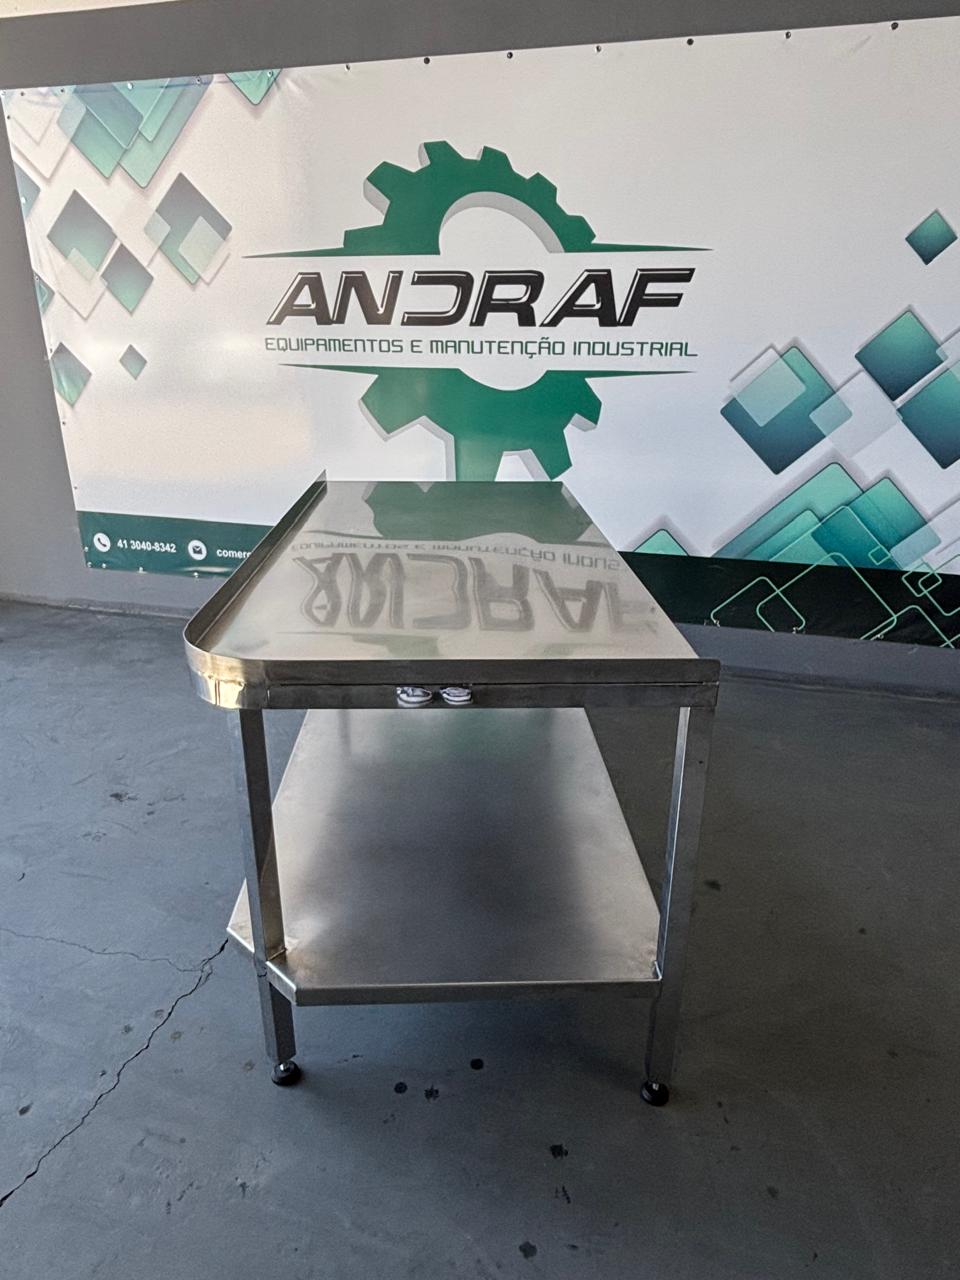 ANDRAF
EQUIPAMENTOS E MANUTENÇÃO INDUSTRIAL
41 3040-8342